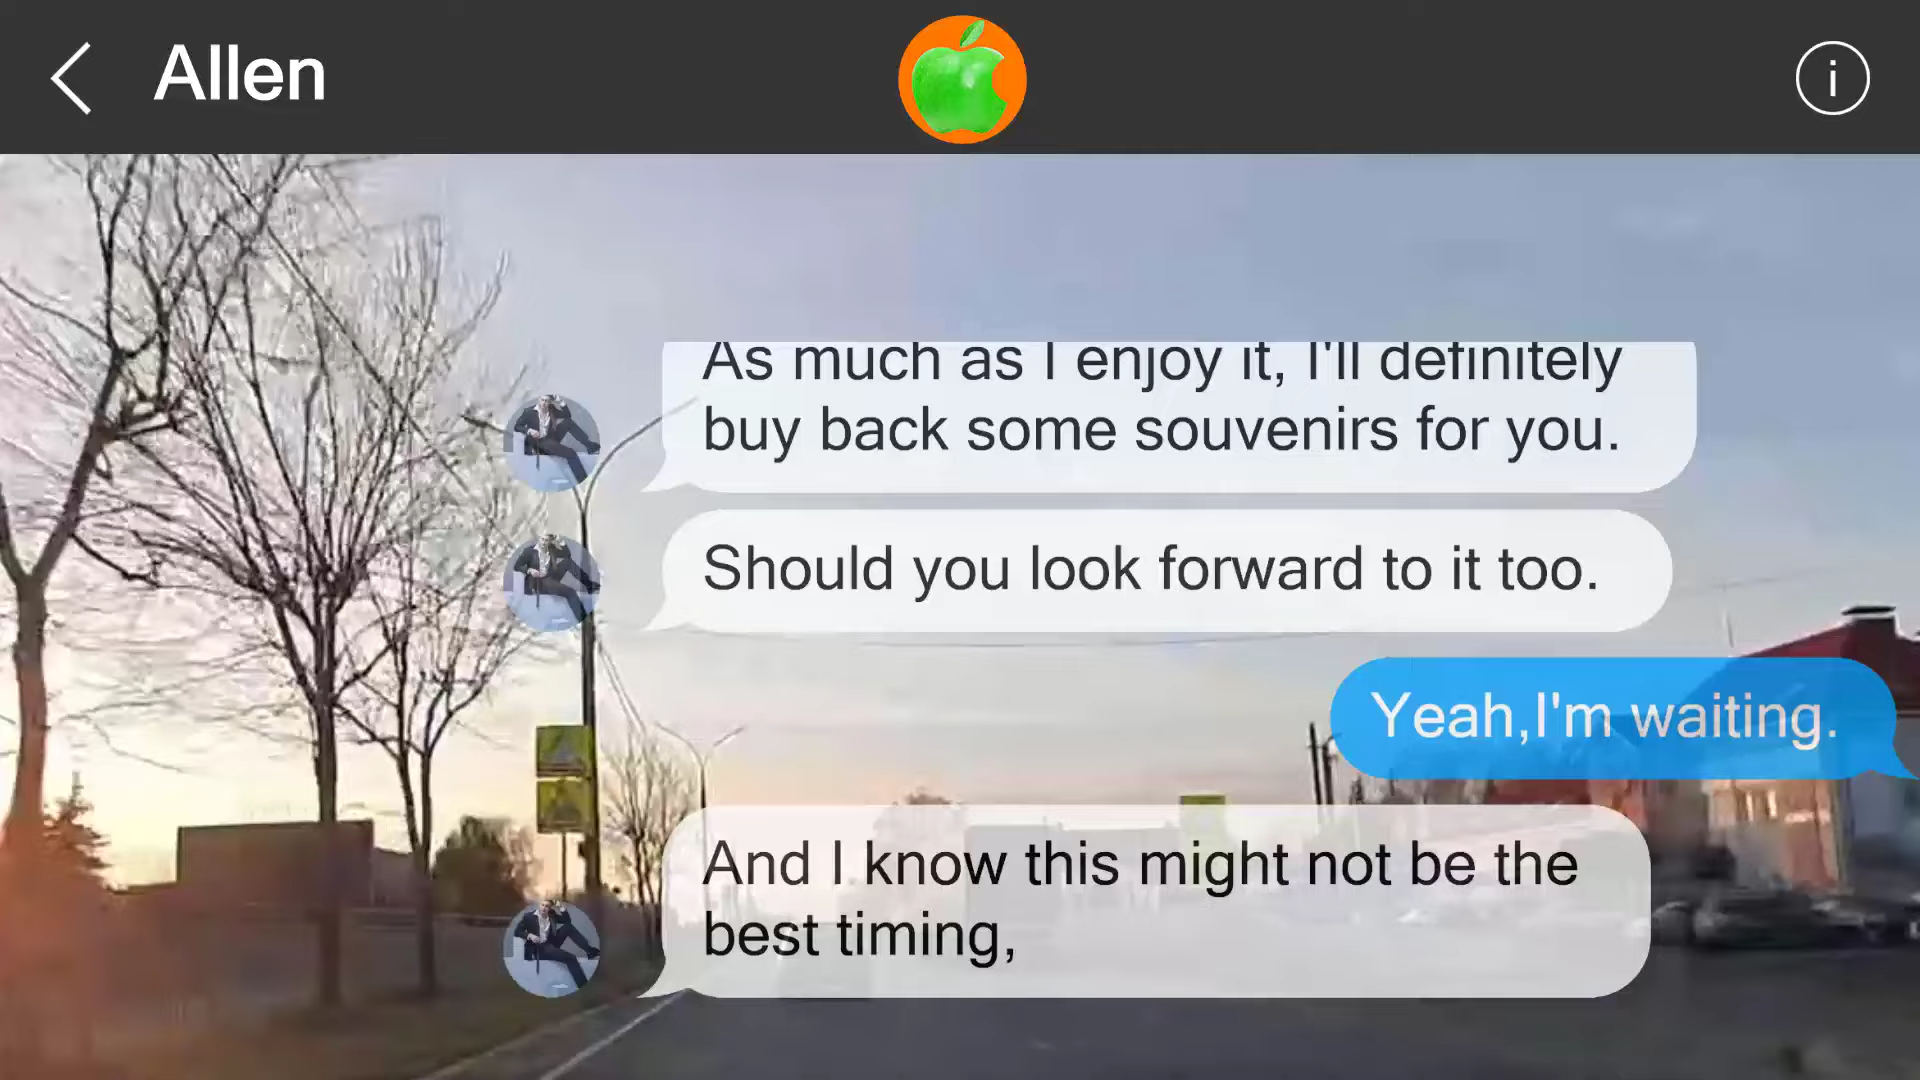 Allen
i
As much as I enjoy it, I'll definitely
buy back some souvenirs for you.
Should you look forward to it too.
Yeah,I'm waiting.
And I know this might not be the
best timing,